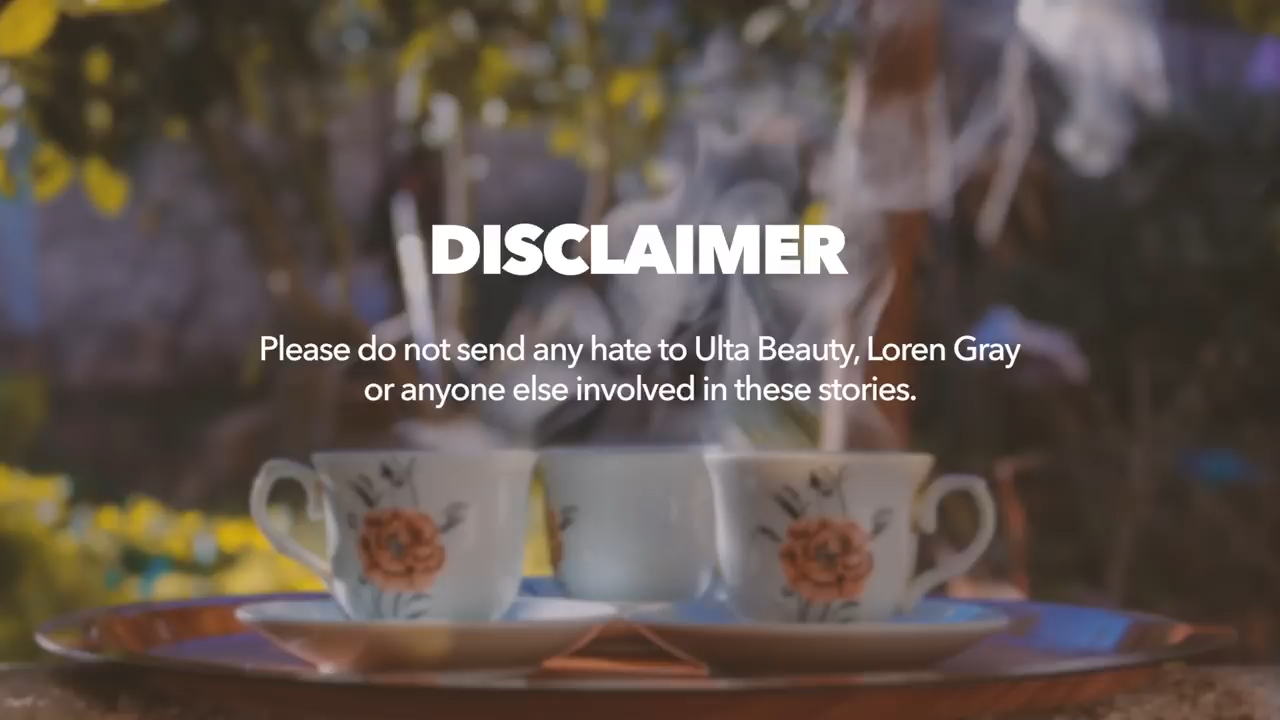 DISCLAIMER
Please do not send any hate to Ulta Beauty, Loren Gray
or anyone else involved in these stories.